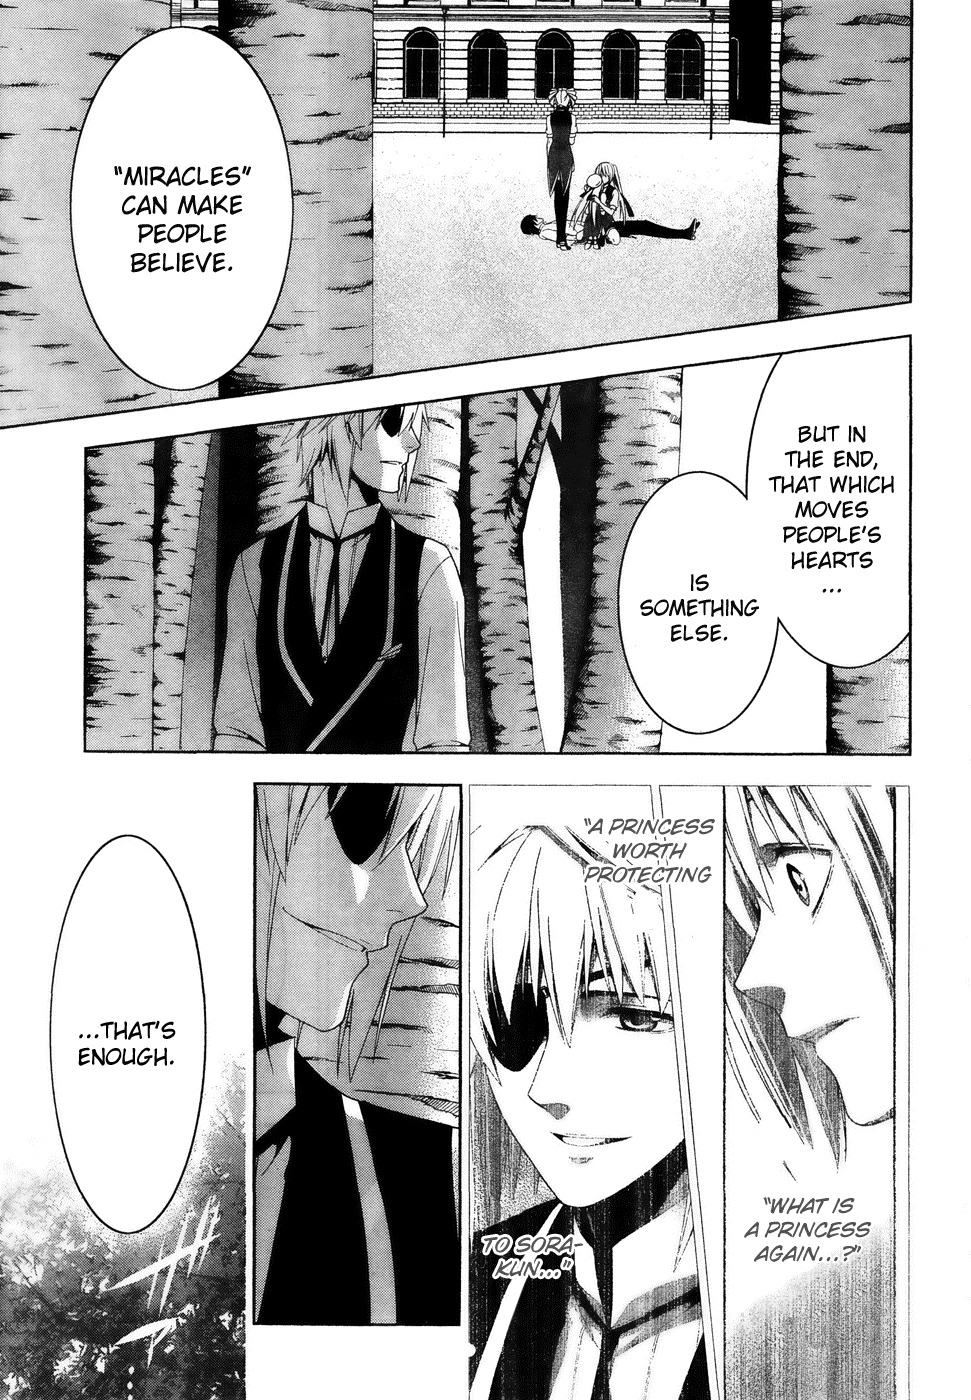 "MIRACLES"
CAN MAKE
PEOPLE
BELIEVE.
BUT IN
THE END,
THAT WHICH
MOVES
PEOPLE'S
HEARTS
...
IS
SOMETHING
ELSE.
"WHAT IS
A PRINCESS
AGAIN...?"
"A PRINCESS
WORTH
PROTECTING
TO SORA-
KUN..."
...THAT'S
ENOUGH.